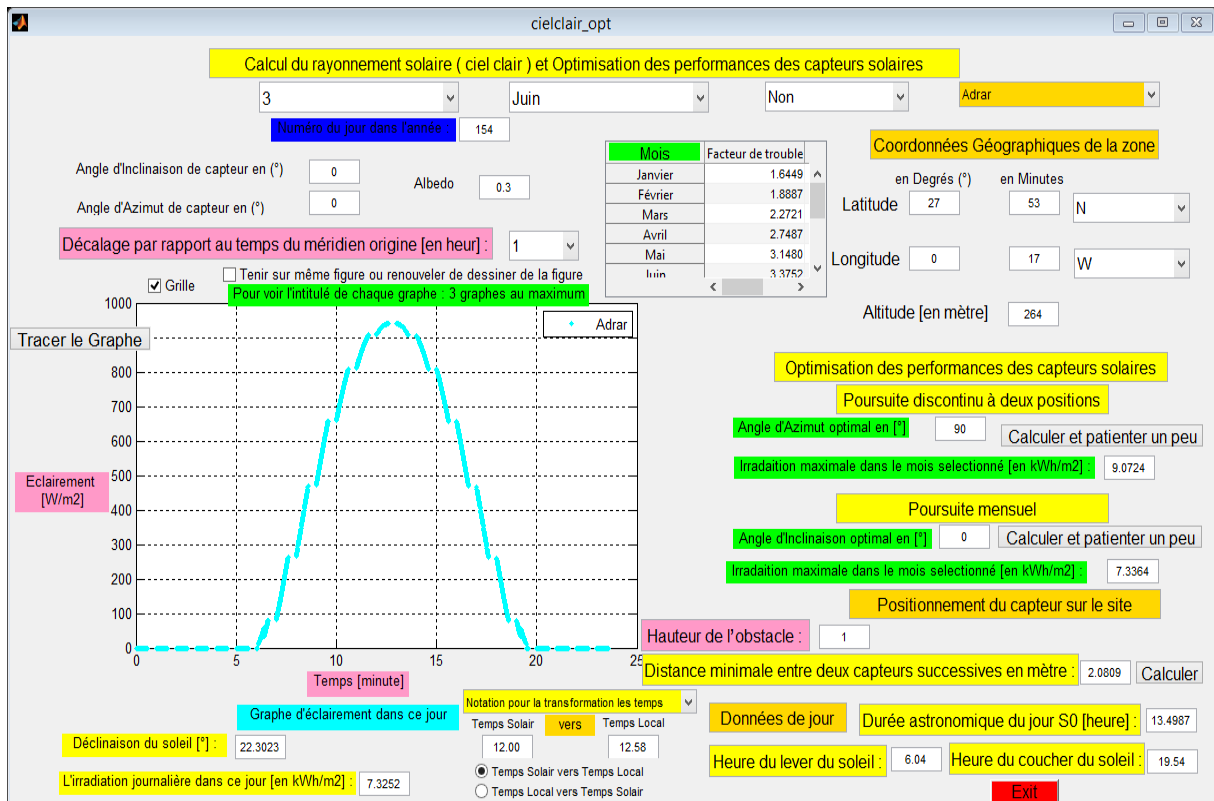 cielclair_opt
Calcul du rayonnement solaire ( ciel clair ) et Optimisation des performances des capteurs solaires
3 Juin Non Adrar
Numéro du jour dans l'année 154
Angle d'Inclinaison de capteur en (°) 0
Angle d'Azimut de capteur en (°) 0
Albedo 0.3
Décalage par rapport au temps du méridien origine [en heur] : 1
Mois Facteur de trouble
Janvier 1.6449
Février 1.8887
Mars 2.2721
Avril 2.7487
Mai 3.1480
Juin 3.3752
Coordonnées Géographiques de la zone
en Degrés (°) en Minutes
Latitude 27 53 N
Longitude 0 17 W
Altitude [en mètre] 264
Grille
Tenir sur même figure ou renouveler de dessiner de la figure
Pour voir l'intitulé de chaque graphe : 3 graphes au maximum
Tracer le Graphe
Adrar
1000
800
700
600
500
400
300
200
100
0
0 5 10 15 20 25
Eclairement
[W/m2]
Temps [minute]
Graphe d'éclairement dans ce jour
Optimisation des performances des capteurs solaires
Poursuite discontinu à deux positions
Angle d'Azimut optimal en [°] 90 Calculer et patienter un peu
Irradaition maximale dans le mois selectionné [en kWh/m2] : 9.0724
Poursuite mensuel
Angle d'Inclinaison optimal en [°] 0 Calculer et patienter un peu
Irradaition maximale dans le mois selectionné [en kWh/m2] : 7.3364
Positionnement du capteur sur le site
Hauteur de l'obstacle : 1
Distance minimale entre deux capteurs successives en mètre : 2.0809 Calculer
Notation pour la transformation les temps
Temps Solair vers Temps Local
12.00 12.58
Temps Solair vers Temps Local
Temps Local vers Temps Solair
Déclinaison du soleil [°] : 22.3023
L'irradiation journalière dans ce jour [en kWh/m2] : 7.3252
Données de jour
Durée astronomique du jour S0 [heure] : 13.4987
Heure du lever du soleil : 6.04
Heure du coucher du soleil : 19.54
Exit